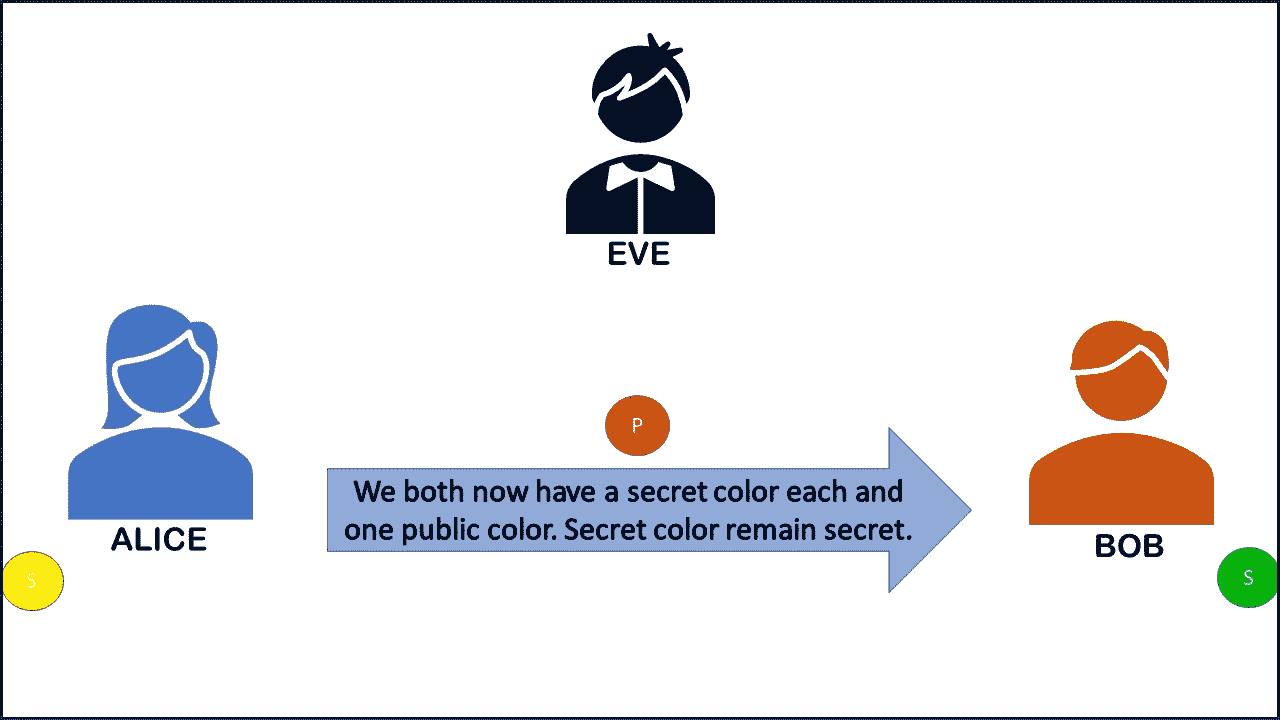 EVE
P
We both now have a secret color each and
one public color. Secret color remain secret.
ALICE
BOB
S
S